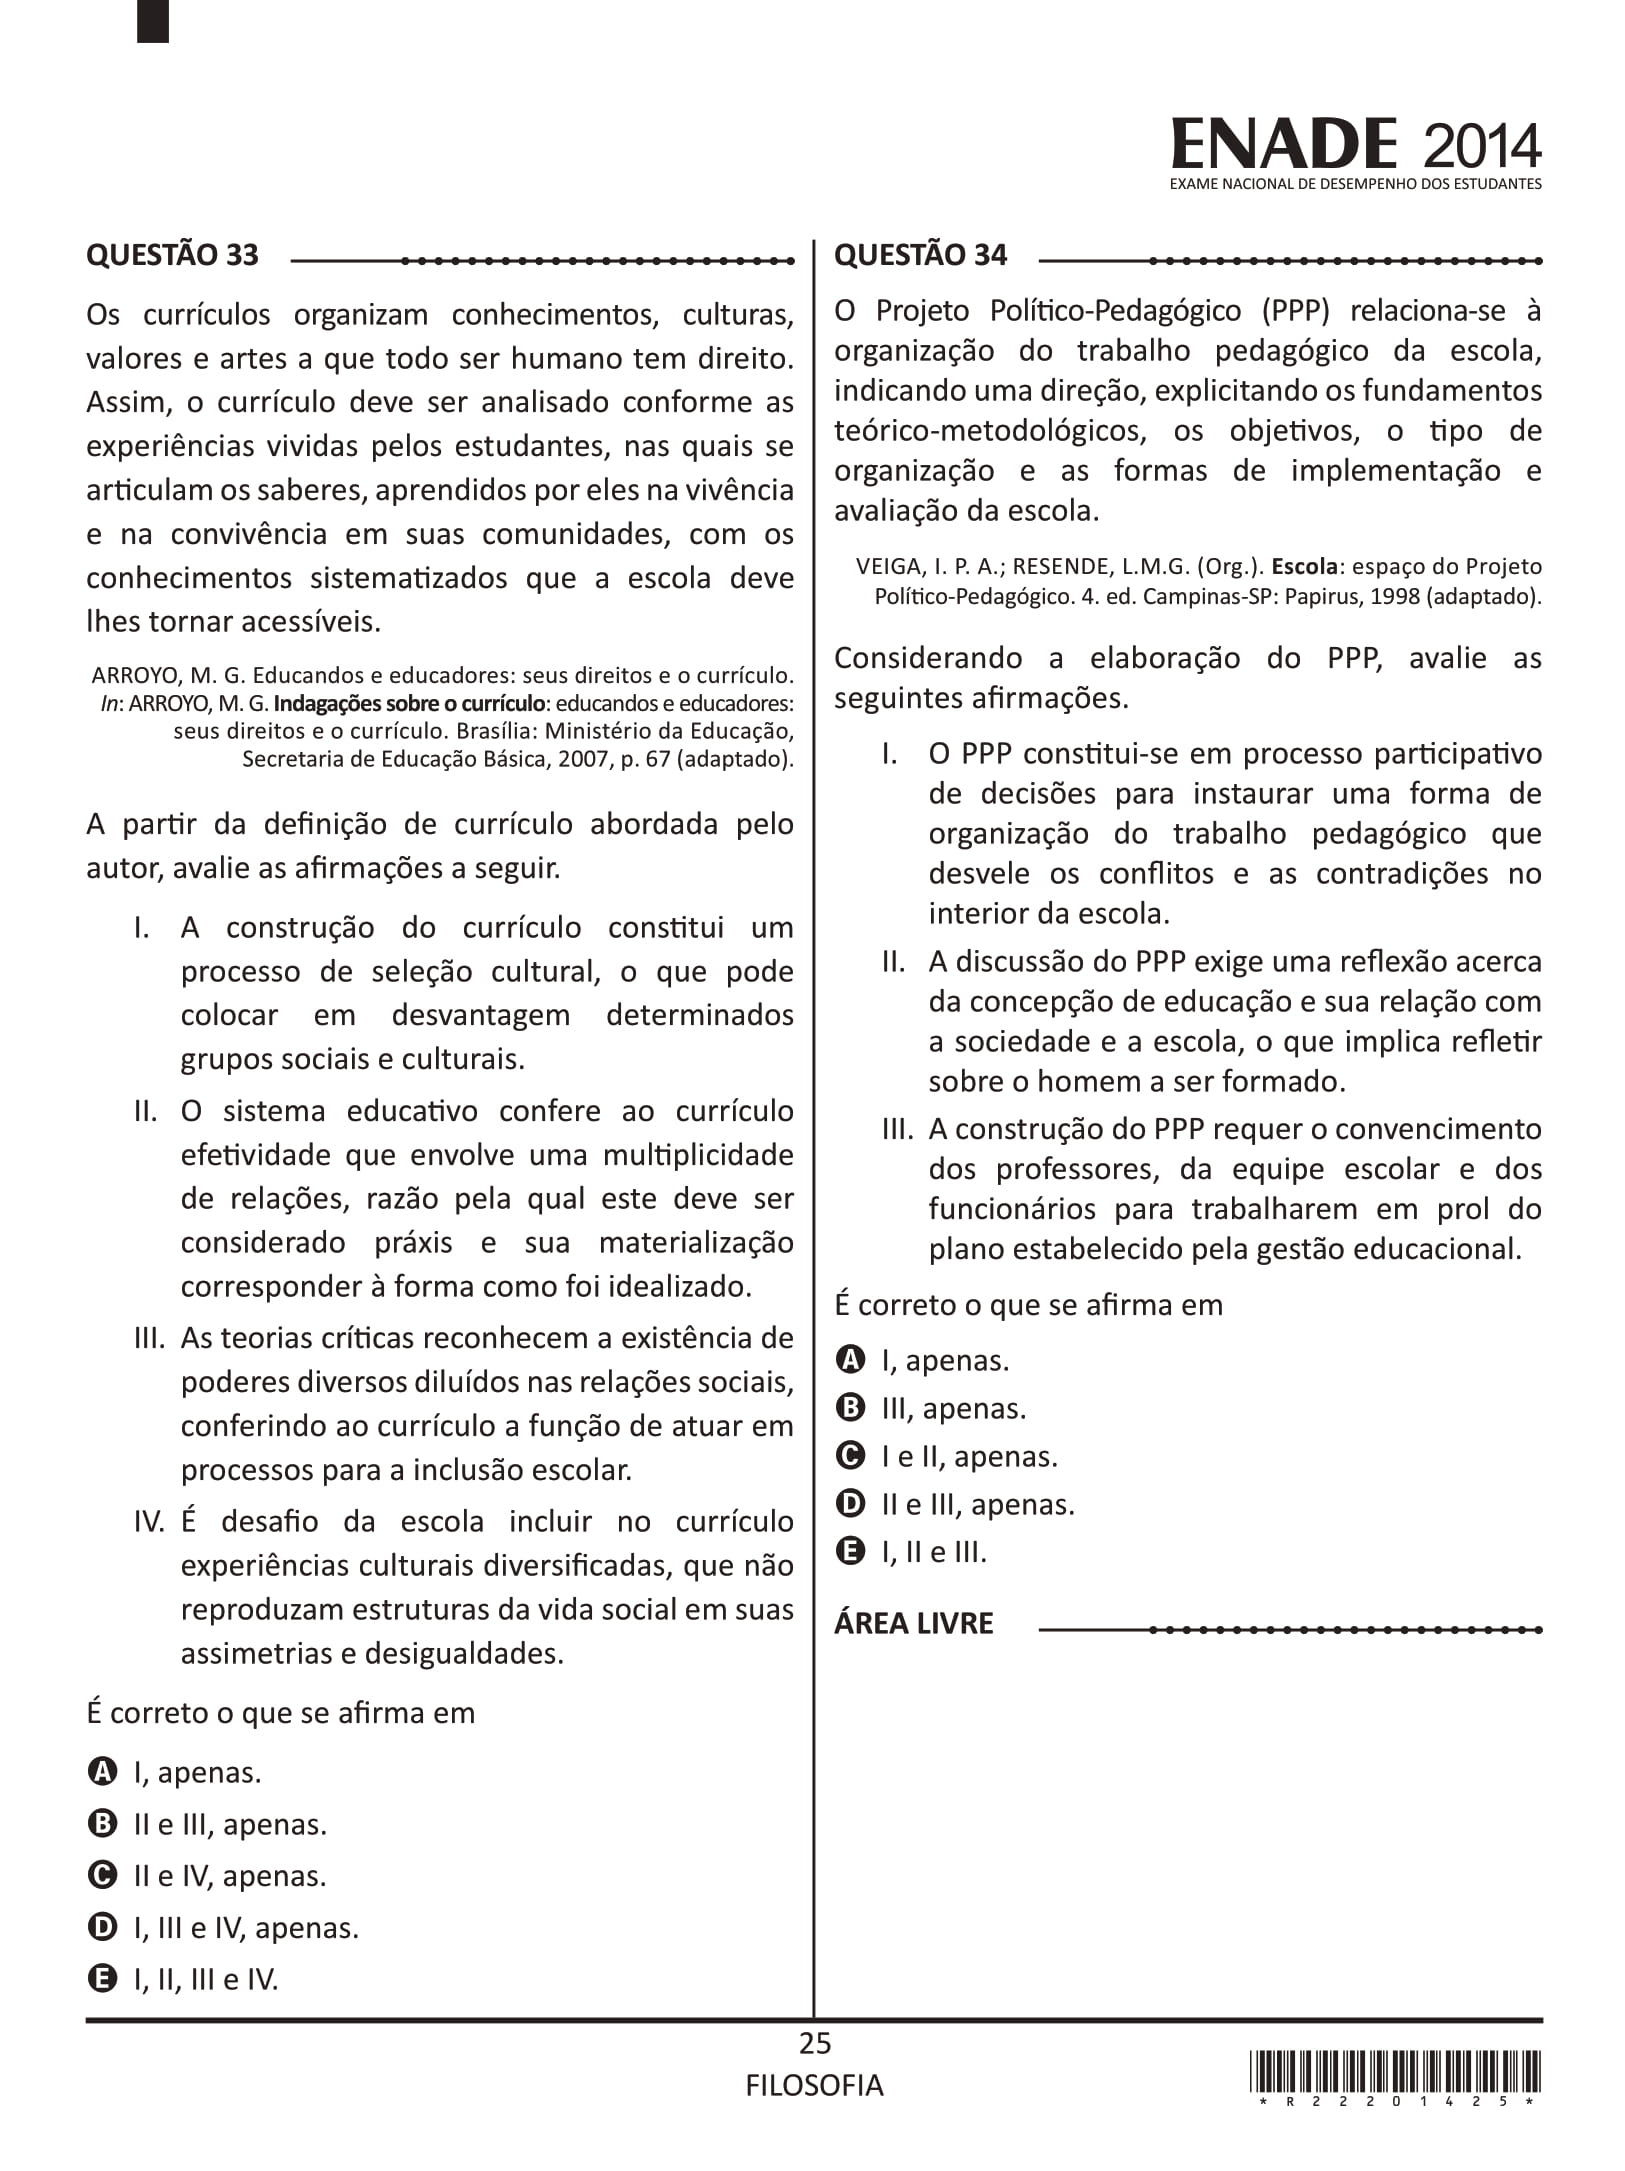 ENADE 2014
EXAME NACIONAL DE DESEMPENHO DOS ESTUDANTES
QUESTÃO 33
Os currículos organizam conhecimentos, culturas,
valores e artes a que todo ser humano tem direito.
Assim, o currículo deve ser analisado conforme as
experiências vividas pelos estudantes, nas quais se
articulam os saberes, aprendidos por eles na vivência
e na convivência em suas comunidades, com os
conhecimentos sistematizados que a escola deve
lhes tornar acessíveis.
ARROYO, M. G. Educandos e educadores: seus direitos e o currículo.
In: ARROYO, M. G. Indagações sobre o currículo: educandos e educadores:
seus direitos e o currículo. Brasília: Ministério da Educação,
Secretaria de Educação Básica, 2007, p. 67 (adaptado).
A partir da definição de currículo abordada pelo
autor, avalie as afirmações a seguir.
I. A construção do currículo constitui um
processo de seleção cultural, o que pode
colocar em desvantagem determinados
grupos sociais e culturais.
II. O sistema educativo confere ao currículo
efetividade que envolve uma multiplicidade
de relações, razão pela qual este deve ser
considerado práxis e sua materialização
corresponder à forma como foi idealizado.
III. As teorias críticas reconhecem a existência de
poderes diversos diluídos nas relações sociais,
conferindo ao currículo a função de atuar em
processos para a inclusão escolar.
IV. É desafio da escola incluir no currículo
experiências culturais diversificadas, que não
reproduzam estruturas da vida social em suas
assimetrias e desigualdades.
É correto o que se afirma em
A I, apenas.
B II e III, apenas.
C II e IV, apenas.
D I, III e IV, apenas.
E I, II, III e IV.
QUESTÃO 34
O Projeto Político-Pedagógico (PPP) relaciona-se à
organização do trabalho pedagógico da escola,
indicando uma direção, explicitando os fundamentos
teórico-metodológicos, os objetivos, o tipo de
organização e as formas de implementação e
avaliação da escola.
VEIGA, I. P. A.; RESENDE, L.M.G. (Org.). Escola: espaço do Projeto
Político-Pedagógico. 4. ed. Campinas-SP: Papirus, 1998 (adaptado).
Considerando a elaboração do PPP, avalie as
seguintes afirmações.
I. O PPP constitui-se em processo participativo
de decisões para instaurar uma forma de
organização do trabalho pedagógico que
desvele os conflitos e as contradições no
interior da escola.
II. A discussão do PPP exige uma reflexão acerca
da concepção de educação e sua relação com
a sociedade e a escola, o que implica refletir
sobre o homem a ser formado.
III. A construção do PPP requer o convencimento
dos professores, da equipe escolar e dos
funcionários para trabalharem em prol do
plano estabelecido pela gestão educacional.
É correto o que se afirma em
A I, apenas.
B III, apenas.
C I e II, apenas.
D II e III, apenas.
E I, II e III.
ÁREA LIVRE
25
FILOSOFIA
* R 2 2 2 0 1 4 2 5 *